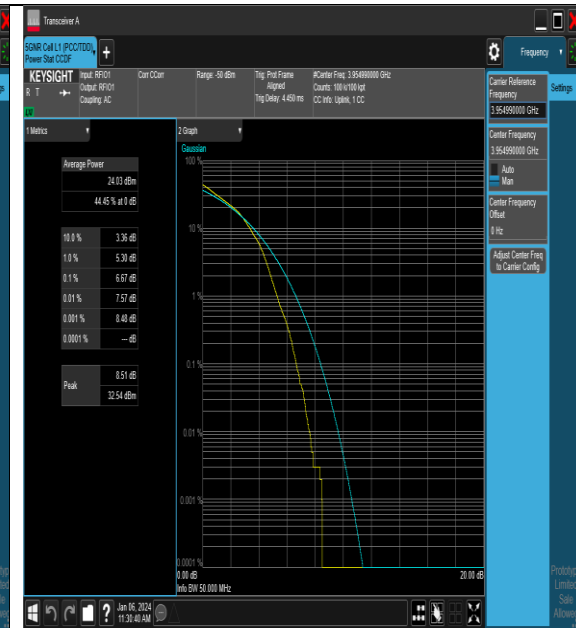 Transceiver A
5GNR Cell L1 (PCC/TDD),
Power Stat CCDF
+
Frequency
KEYSIGHT
R T
LV
Input: RFIO1
Output: RFIO1
Coupling: AC
Corr CCorr
Range: -50 dBm
Trig: Prot Frame
Aligned
Trig Delay: 4.450 ms
#Center Freq: 3.954990000 GHz
Counts: 100 k/100 kpt
CC Info: Uplink, 1 CC
1 Metrics
Average Power
24.03 dBm
44.45 % at 0 dB
10.0 % 3.36 dB
1.0 % 5.30 dB
0.1 % 6.67 dB
0.01 % 7.57 dB
0.001 % 8.48 dB
0.0001 % --- dB
Peak
8.51 dB
32.54 dBm
2 Graph
Gaussian
100 %
10 %
1 %
0.1 %
0.01 %
0.001 %
0.0001 %
0.00 dB
20.00 dB
Info BW 50.000 MHz
Carrier Reference
Frequency
3.954990000 GHz
Center Frequency
3.954990000 GHz
Auto
Man
Center Frequency
Offset
0 Hz
Adjust Center Freq
to Carrier Config
Settings
Jan 06, 2024
11:30:40 AM